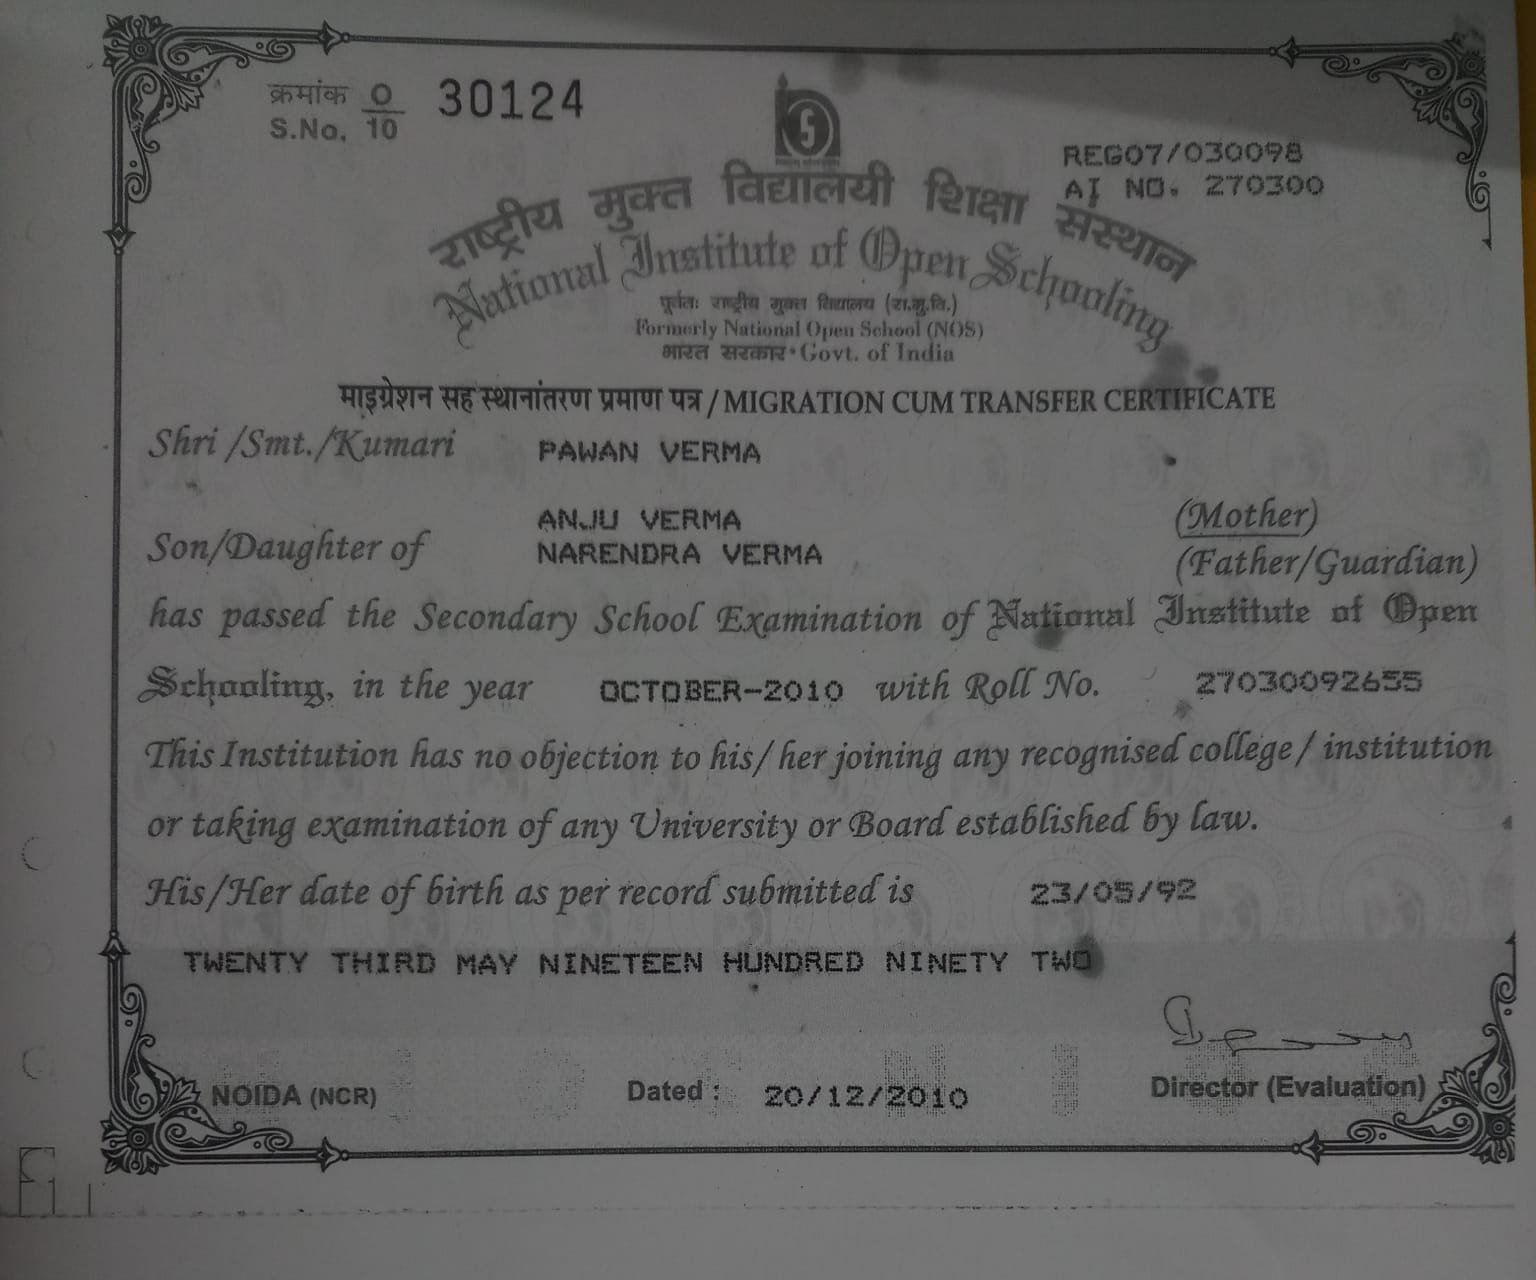 क्रमांक O 30124
S.No. 10
REG07/030098
AI NO. 270300
राष्ट्रीय मुक्त विद्यालयी शिक्षा संस्थान
National Institute of Open Schooling
पूर्वतः राष्ट्रीय मुक्त विद्यालय (रा.मु.वि.)
Formerly National Open School (NOS)
भारत सरकार • Govt. of India
माइग्रेशन सह स्थानांतरण प्रमाण पत्र / MIGRATION CUM TRANSFER CERTIFICATE
Shri /Smt./Kumari PAWAN VERMA
ANJU VERMA (Mother)
Son/Daughter of NARENDRA VERMA (Father/Guardian)
has passed the Secondary School Examination of National Institute of Open
Schooling, in the year OCTOBER-2010 with Roll No. 27030092655
This Institution has no objection to his/ her joining any recognised college/ institution
or taking examination of any University or Board established by law.
His/Her date of birth as per record submitted is 23/05/92
TWENTY THIRD MAY NINETEEN HUNDRED NINETY TWO
NOIDA (NCR) Dated : 20/12/2010 Director (Evaluation)